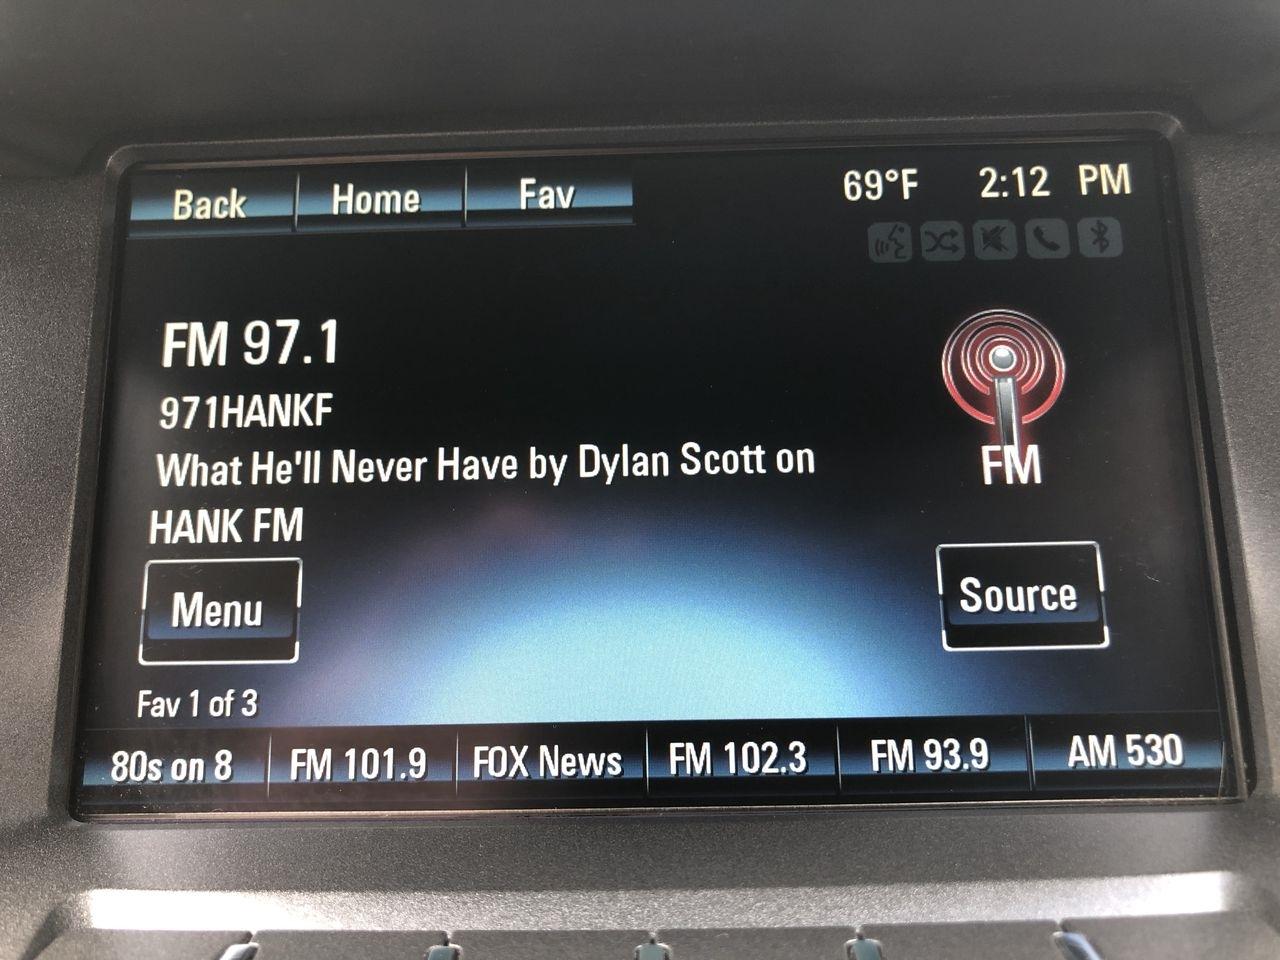 Back Home Fav 69°F 2:12 PM
FM 97.1
971HANKF
What He'll Never Have by Dylan Scott on
HANK FM
FM
Menu
Source
Fav 1 of 3
80s on 8 FM 101.9 FOX News FM 102.3 FM 93.9 AM 530